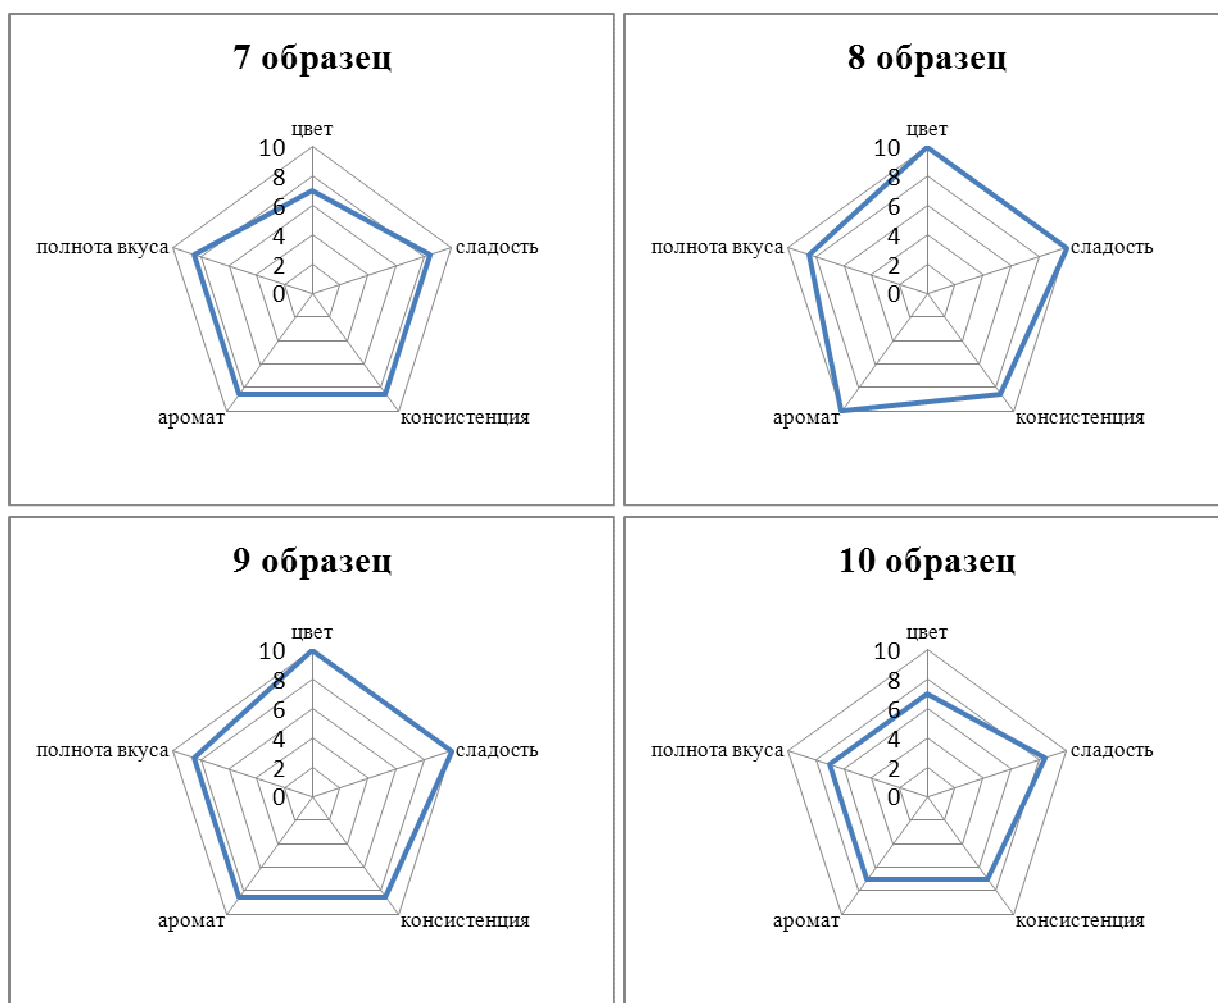 7 образец
цвет
10
8
6
4
2
0
полнота вкуса
сладость
аромат
консистенция
8 образец
цвет
10
8
6
4
2
0
полнота вкуса
сладость
аромат
консистенция
9 образец
цвет
10
8
6
4
2
0
полнота вкуса
сладость
аромат
консистенция
10 образец
цвет
10
8
6
4
2
0
полнота вкуса
сладость
аромат
консистенция